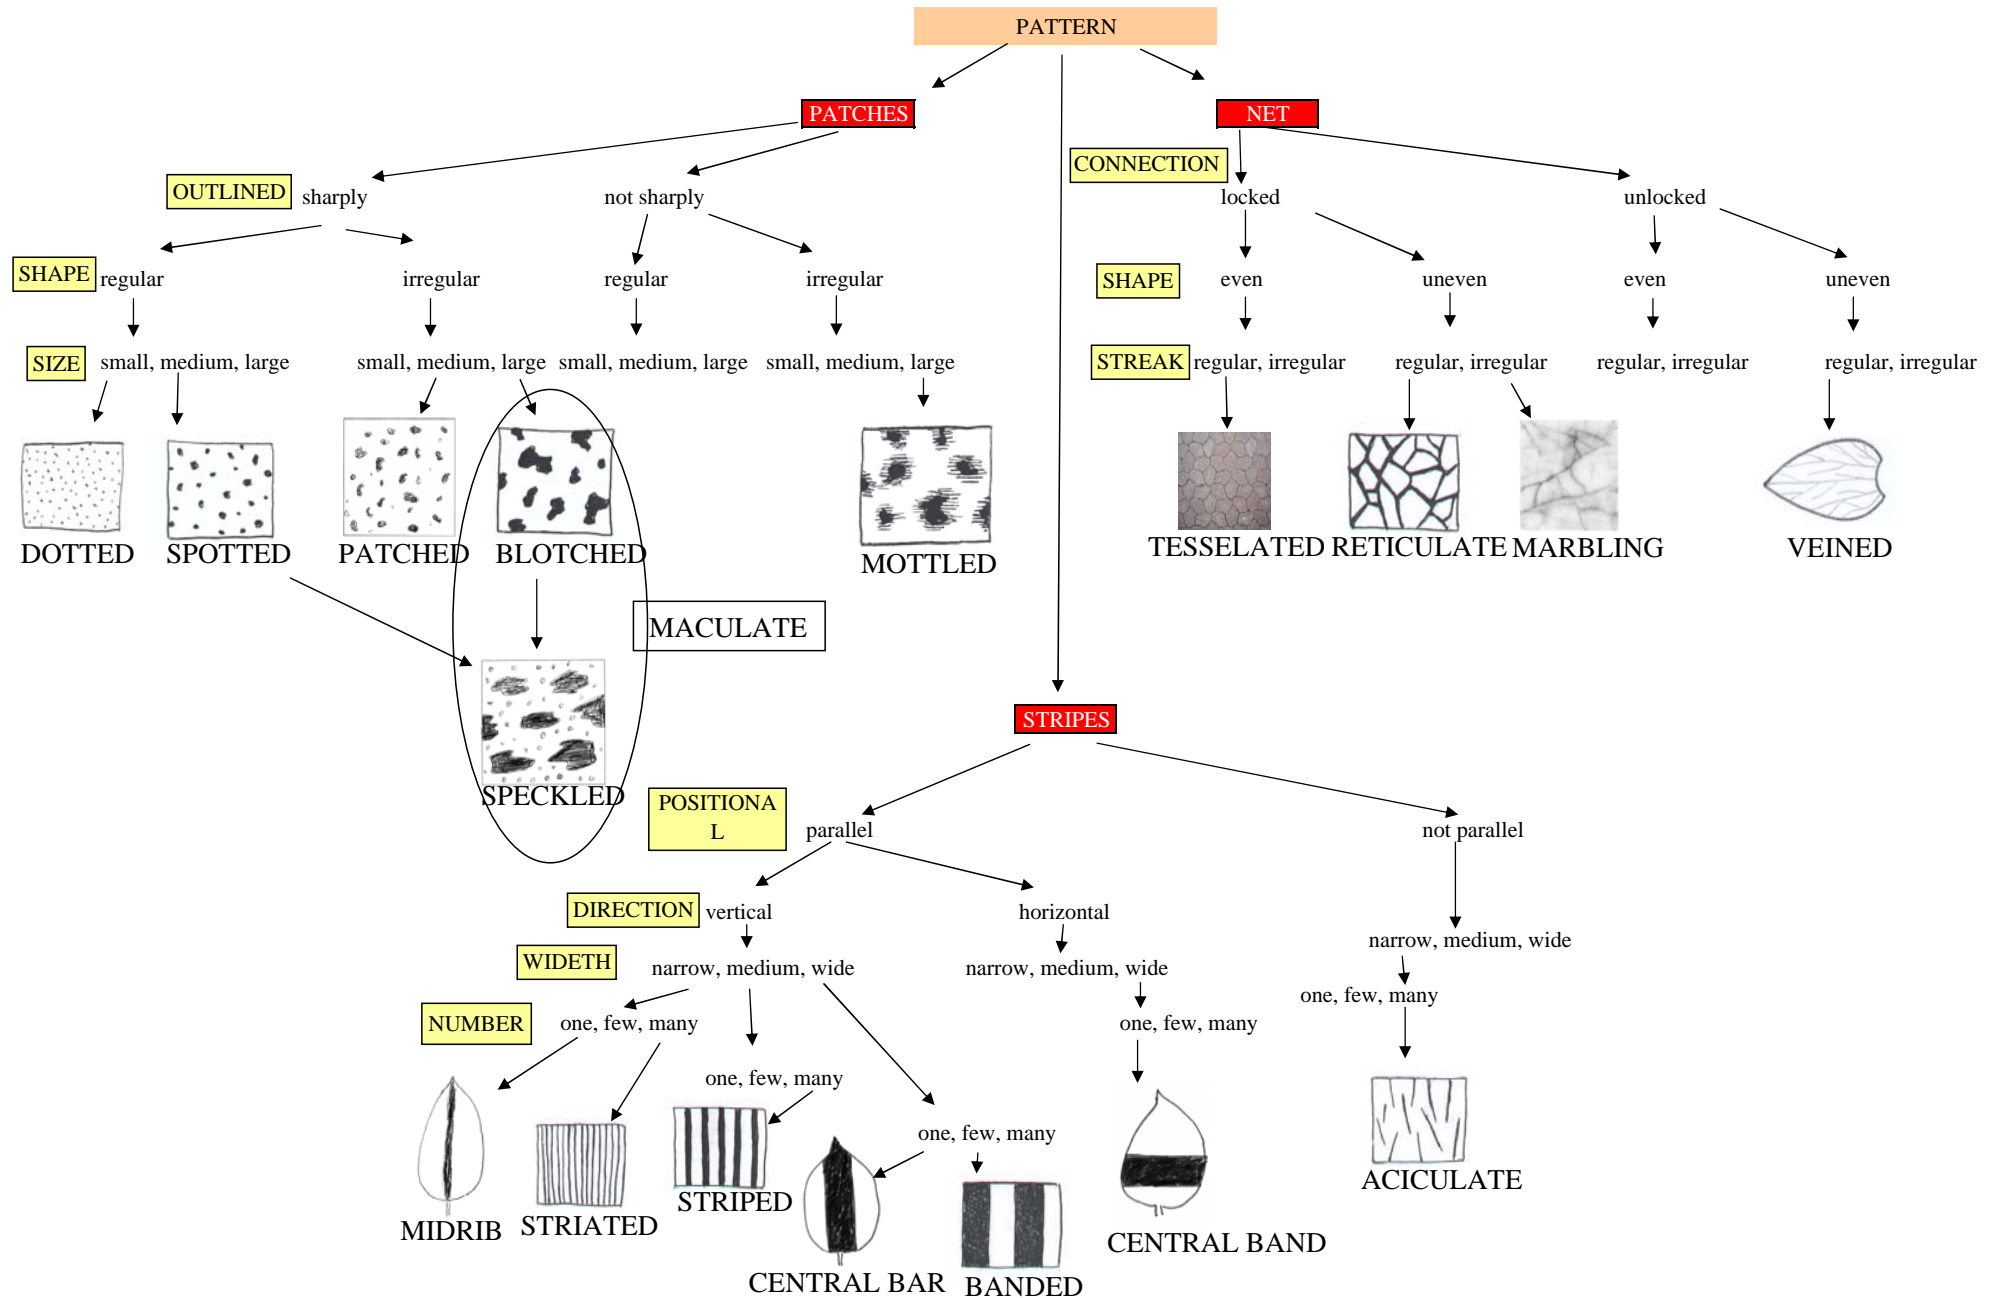 PATTERN
PATCHES
NET
CONNECTION
OUTLINED
sharply
not sharply
locked
unlocked
SHAPE
regular
irregular
regular
irregular
SHAPE
even
uneven
even
uneven
SIZE
small, medium, large
small, medium, large
small, medium, large
small, medium, large
STREAK
regular, irregular
regular, irregular
regular, irregular
regular, irregular
DOTTED
SPOTTED
PATCHED
BLOTCHED
MOTTLED
TESSELATED
RETICULATE
MARBLING
VEINED
MACULATE
SPECKLED
STRIPES
POSITIONA
L
parallel
not parallel
DIRECTION
vertical
horizontal
narrow, medium, wide
WIDETH
narrow, medium, wide
narrow, medium, wide
one, few, many
NUMBER
one, few, many
one, few, many
one, few, many
one, few, many
MIDRIB
STRIATED
STRIPED
CENTRAL BAR
BANDED
CENTRAL BAND
ACICULATE